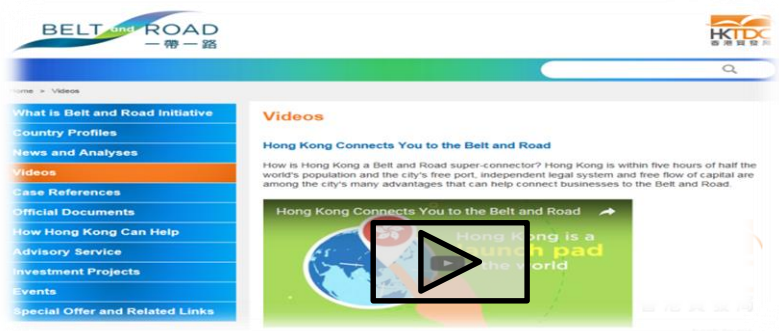 BELT and ROAD
一帶一路
HKTDC
香港貿發局
Home > Videos
What is Belt and Road Initiative
Country Profiles
News and Analyses
Videos
Case References
Official Documents
How Hong Kong Can Help
Advisory Service
Investment Projects
Events
Special Offer and Related Links
Videos
Hong Kong Connects You to the Belt and Road
How is Hong Kong a Belt and Road super-connector? Hong Kong is within five hours of half the
world's population and the city's free port, independent legal system and free flow of capital are
among the city's many advantages that can help connect businesses to the Belt and Road.
Hong Kong Connects You to the Belt and Road
Hong Kong is a
launch pad
the world